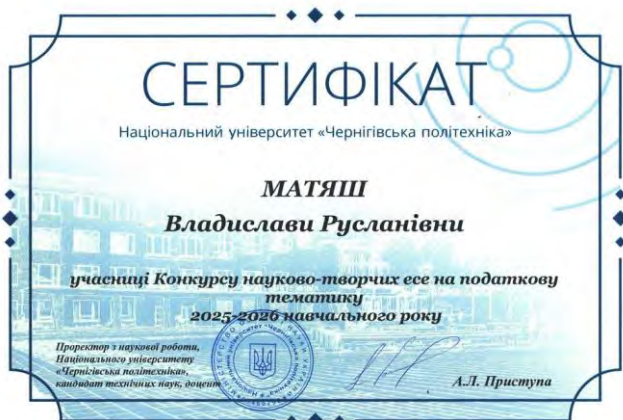 СЕРТИФІКАТ
Національний університет «Чернігівська політехніка»
МАТЯШ
Владислави Русланівни
учасниці Конкурсу науково-творчих есе на податкову
тематику
2025-2026 навчального року
Проректор з наукової роботи,
Національного університету
«Чернігівська політехніка»,
кандидат технічних наук, доцент
А.Л. Приступа